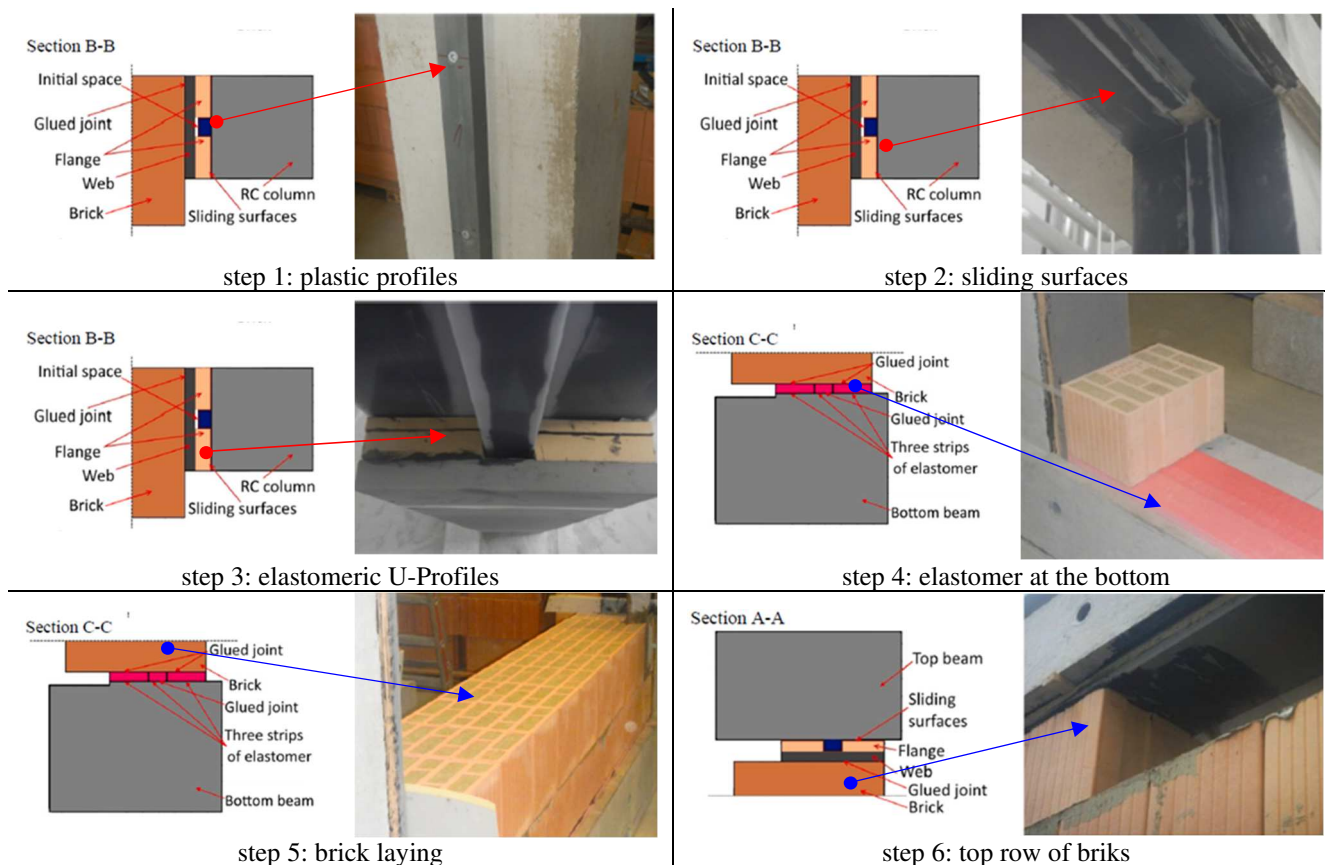 Section B-B
Initial space
Glued joint
Flange
Web
Brick
RC column
Sliding surfaces
step 1: plastic profiles
Section B-B
Initial space
Glued joint
Flange
Web
Brick
RC column
Sliding surfaces
step 2: sliding surfaces
Section B-B
Initial space
Glued joint
Flange
Web
Brick
RC column
Sliding surfaces
step 3: elastomeric U-Profiles
Section C-C
Glued joint
Brick
Glued joint
Three strips
of elastomer
Bottom beam
step 4: elastomer at the bottom
Section C-C
Glued joint
Brick
Glued joint
Three strips
of elastomer
Bottom beam
step 5: brick laying
Section A-A
Top beam
Sliding
surfaces
Flange
Web
Glued joint
Brick
step 6: top row of briks